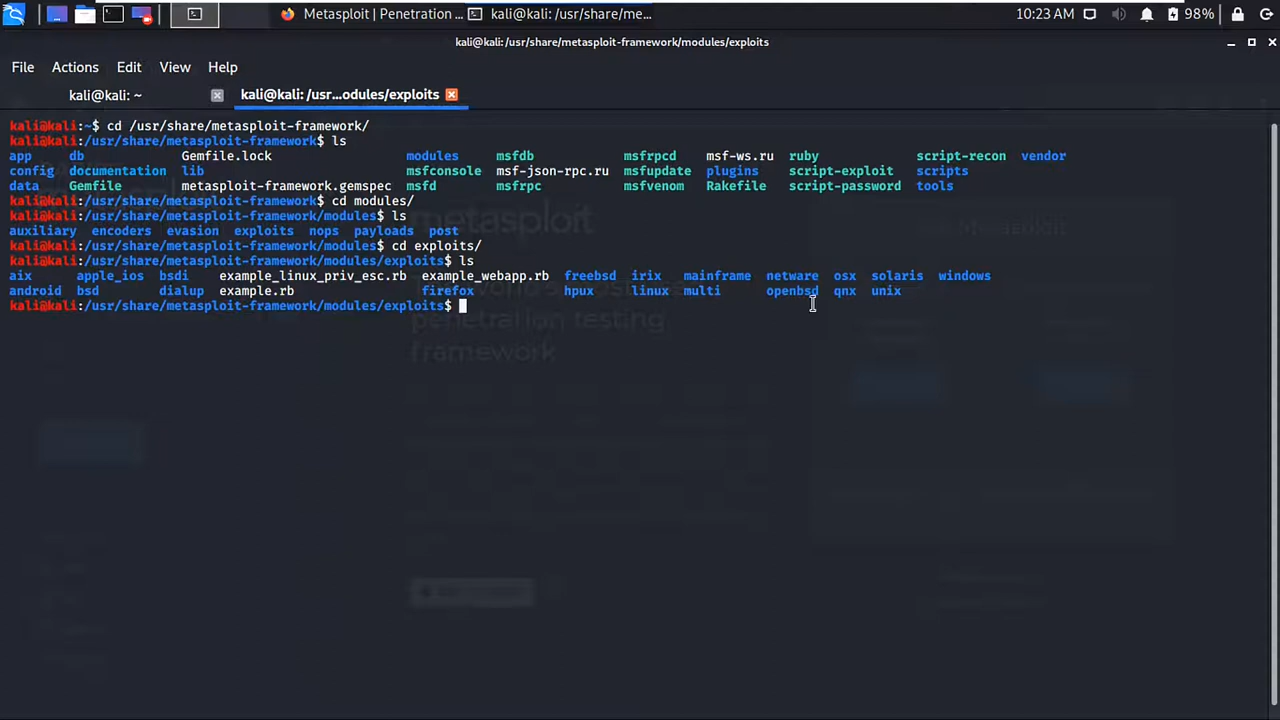 Metasploit | Penetration ... kali@kali: /usr/share/me... 10:23 AM 98%
kali@kali:/usr/share/metasploit-framework/modules/exploits
File Actions Edit View Help
kali@kali: ~ kali@kali: /usr...odules/exploits
kali@kali:~$ cd /usr/share/metasploit-framework/
kali@kali:/usr/share/metasploit-framework$ ls
app db Gemfile.lock modules msfdb msfrpcd msf-ws.ru ruby script-recon vendor
config documentation lib msfconsole msf-json-rpc.ru msfupdate plugins script-exploit scripts
data Gemfile metasploit-framework.gemspec msfd msfrpc msfvenom Rakefile script-password tools
kali@kali:/usr/share/metasploit-framework$ cd modules/
kali@kali:/usr/share/metasploit-framework/modules$ ls
auxiliary encoders evasion exploits nops payloads post
kali@kali:/usr/share/metasploit-framework/modules$ cd exploits/
kali@kali:/usr/share/metasploit-framework/modules/exploits$ ls
aix apple_ios bsdi example_linux_priv_esc.rb example_webapp.rb freebsd irix mainframe netware osx solaris windows
android bsd dialup example.rb firefox hpux linux multi openbsd qnx unix
kali@kali:/usr/share/metasploit-framework/modules/exploits$
metasploit
penetration testing
framework